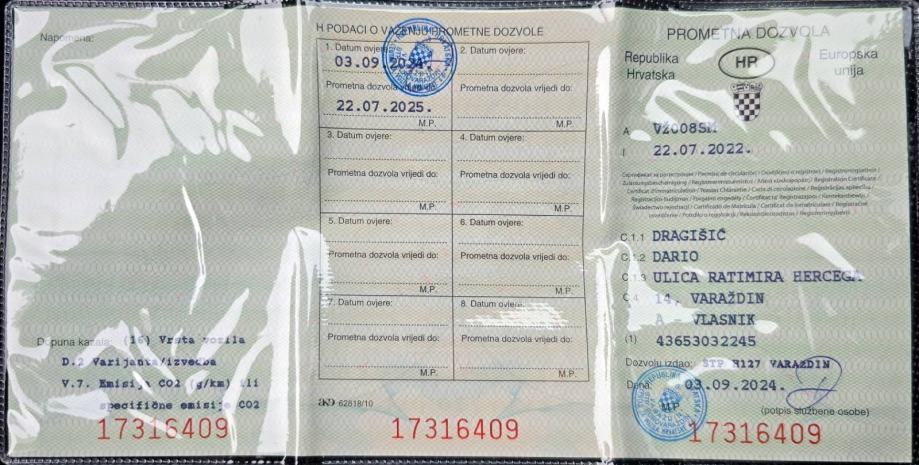 Napomena:
Dopuna kazala: (16) Vrsta vozila
D.2 Varijanta/izvedba
V.7. Emisija CO2 (g/km) ili
specifične emisije CO2
17316409
H PODACI O VAŽENJU PROMETNE DOZVOLE
1. Datum ovjere:
03.09.2024.
Prometna dozvola vrijedi do:
22.07.2025.
M.P.
2. Datum ovjere:
Prometna dozvola vrijedi do:
M.P.
3. Datum ovjere:
Prometna dozvola vrijedi do:
M.P.
4. Datum ovjere:
Prometna dozvola vrijedi do:
M.P.
5. Datum ovjere:
Prometna dozvola vrijedi do:
M.P.
6. Datum ovjere:
Prometna dozvola vrijedi do:
M.P.
7. Datum ovjere:
Prometna dozvola vrijedi do:
M.P.
8. Datum ovjere:
Prometna dozvola vrijedi do:
M.P.
62818/10
17316409
PROMETNA DOZVOLA
Republika Hrvatska
HR
Europska unija
A VŽ008SM
I 22.07.2022.
C.1.1 DRAGIŠIĆ
C.1.2 DARIO
C.1.3 ULICA RATIMIRA HERCEGA
14, VARAŽDIN
C.4 A - VLASNIK
(1) 43653032245
Dozvolu izdao: STP H127 VARAŽDIN
Dana: 03.09.2024.
M.P.
(potpis službene osobe)
17316409